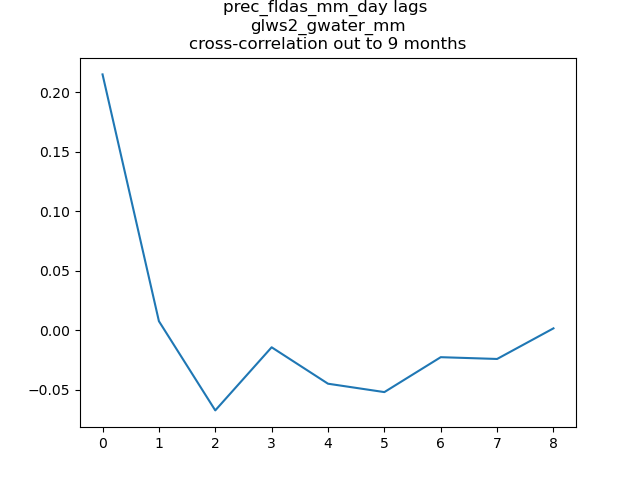 prec_fldas_mm_day lags
glws2_gwater_mm
cross-correlation out to 9 months
0.20
0.15
0.10
0.05
0.00
−0.05
0 1 2 3 4 5 6 7 8